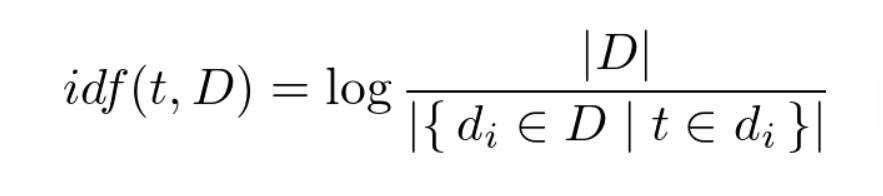 idf(t, D) = log |D| / |{ d_i ∈ D | t ∈ d_i }|